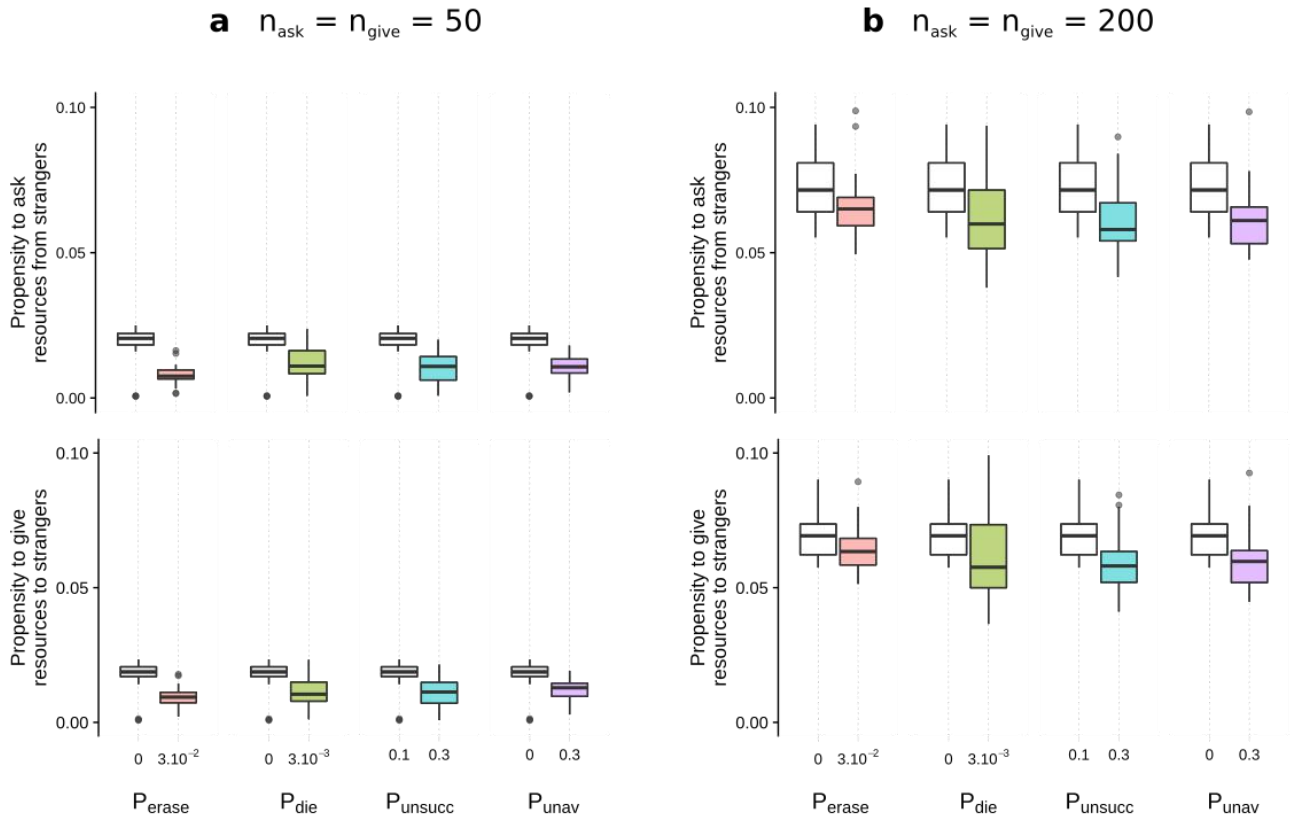 a n_ask = n_give = 50
b n_ask = n_give = 200
Propensity to ask
resources from strangers
0.10
0.05
0.00
Propensity to ask
resources from strangers
0.10
0.05
0.00
Propensity to give
resources to strangers
0.10
0.05
0.00
Propensity to give
resources to strangers
0.10
0.05
0.00
0 3.10⁻² 0 3.10⁻³ 0.1 0.3 0 0.3
P_erase P_die P_unsucc P_unav
0 3.10⁻² 0 3.10⁻³ 0.1 0.3 0 0.3
P_erase P_die P_unsucc P_unav